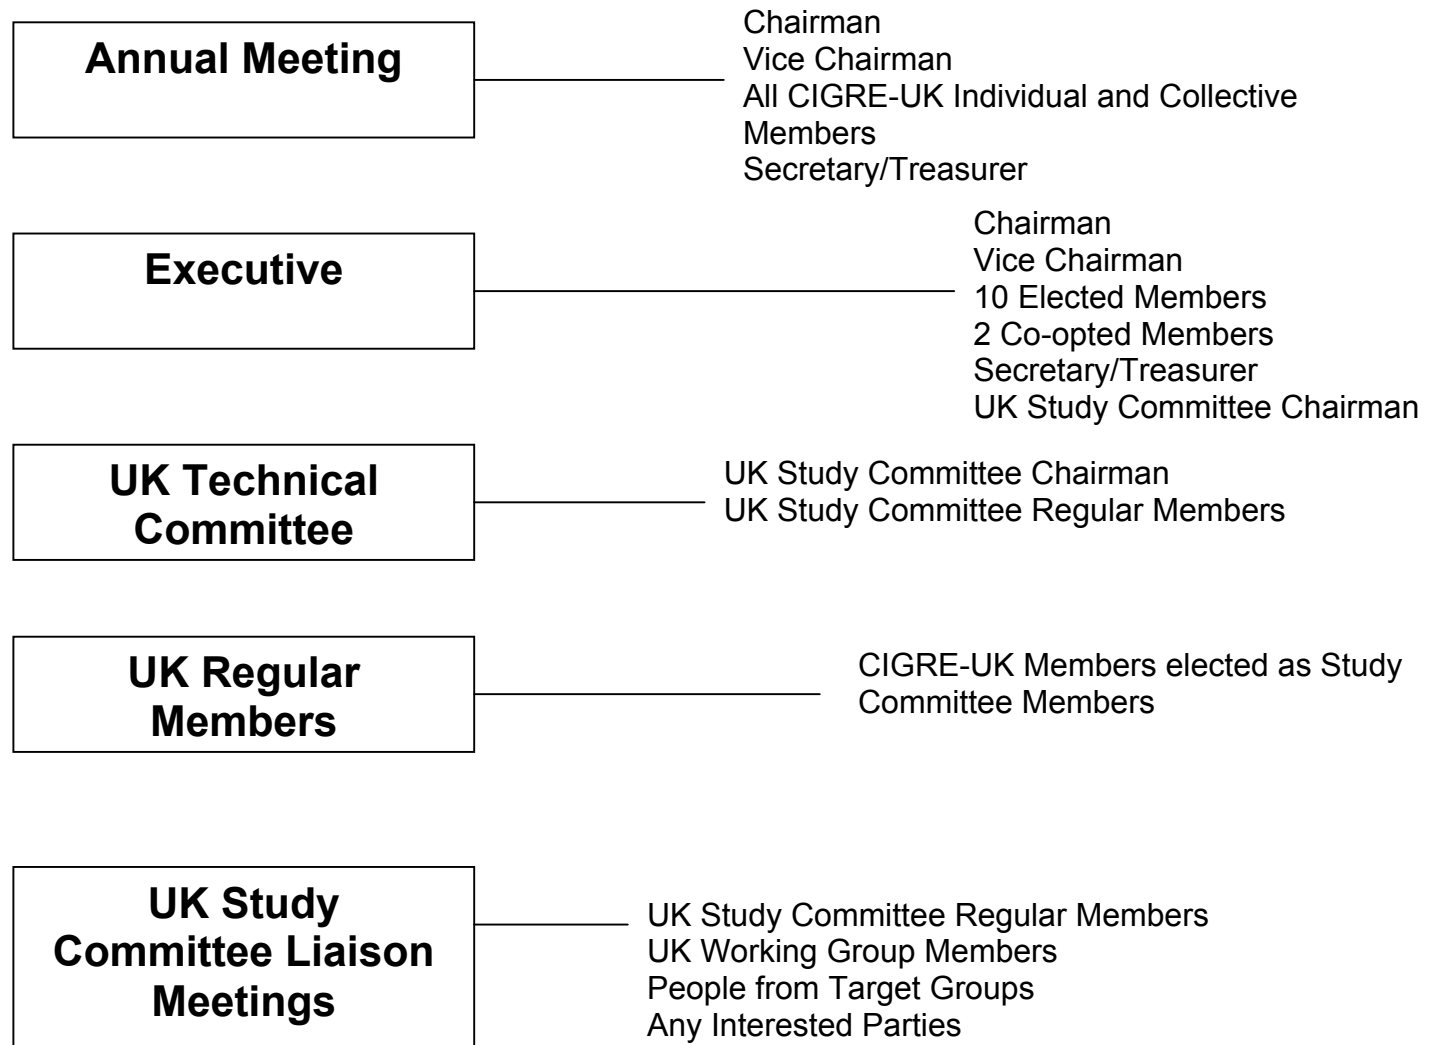 Annual Meeting
Chairman
Vice Chairman
All CIGRE-UK Individual and Collective
Members
Secretary/Treasurer
Executive
Chairman
Vice Chairman
10 Elected Members
2 Co-opted Members
Secretary/Treasurer
UK Study Committee Chairman
UK Technical
Committee
UK Study Committee Chairman
UK Study Committee Regular Members
UK Regular
Members
CIGRE-UK Members elected as Study
Committee Members
UK Study
Committee Liaison
Meetings
UK Study Committee Regular Members
UK Working Group Members
People from Target Groups
Any Interested Parties